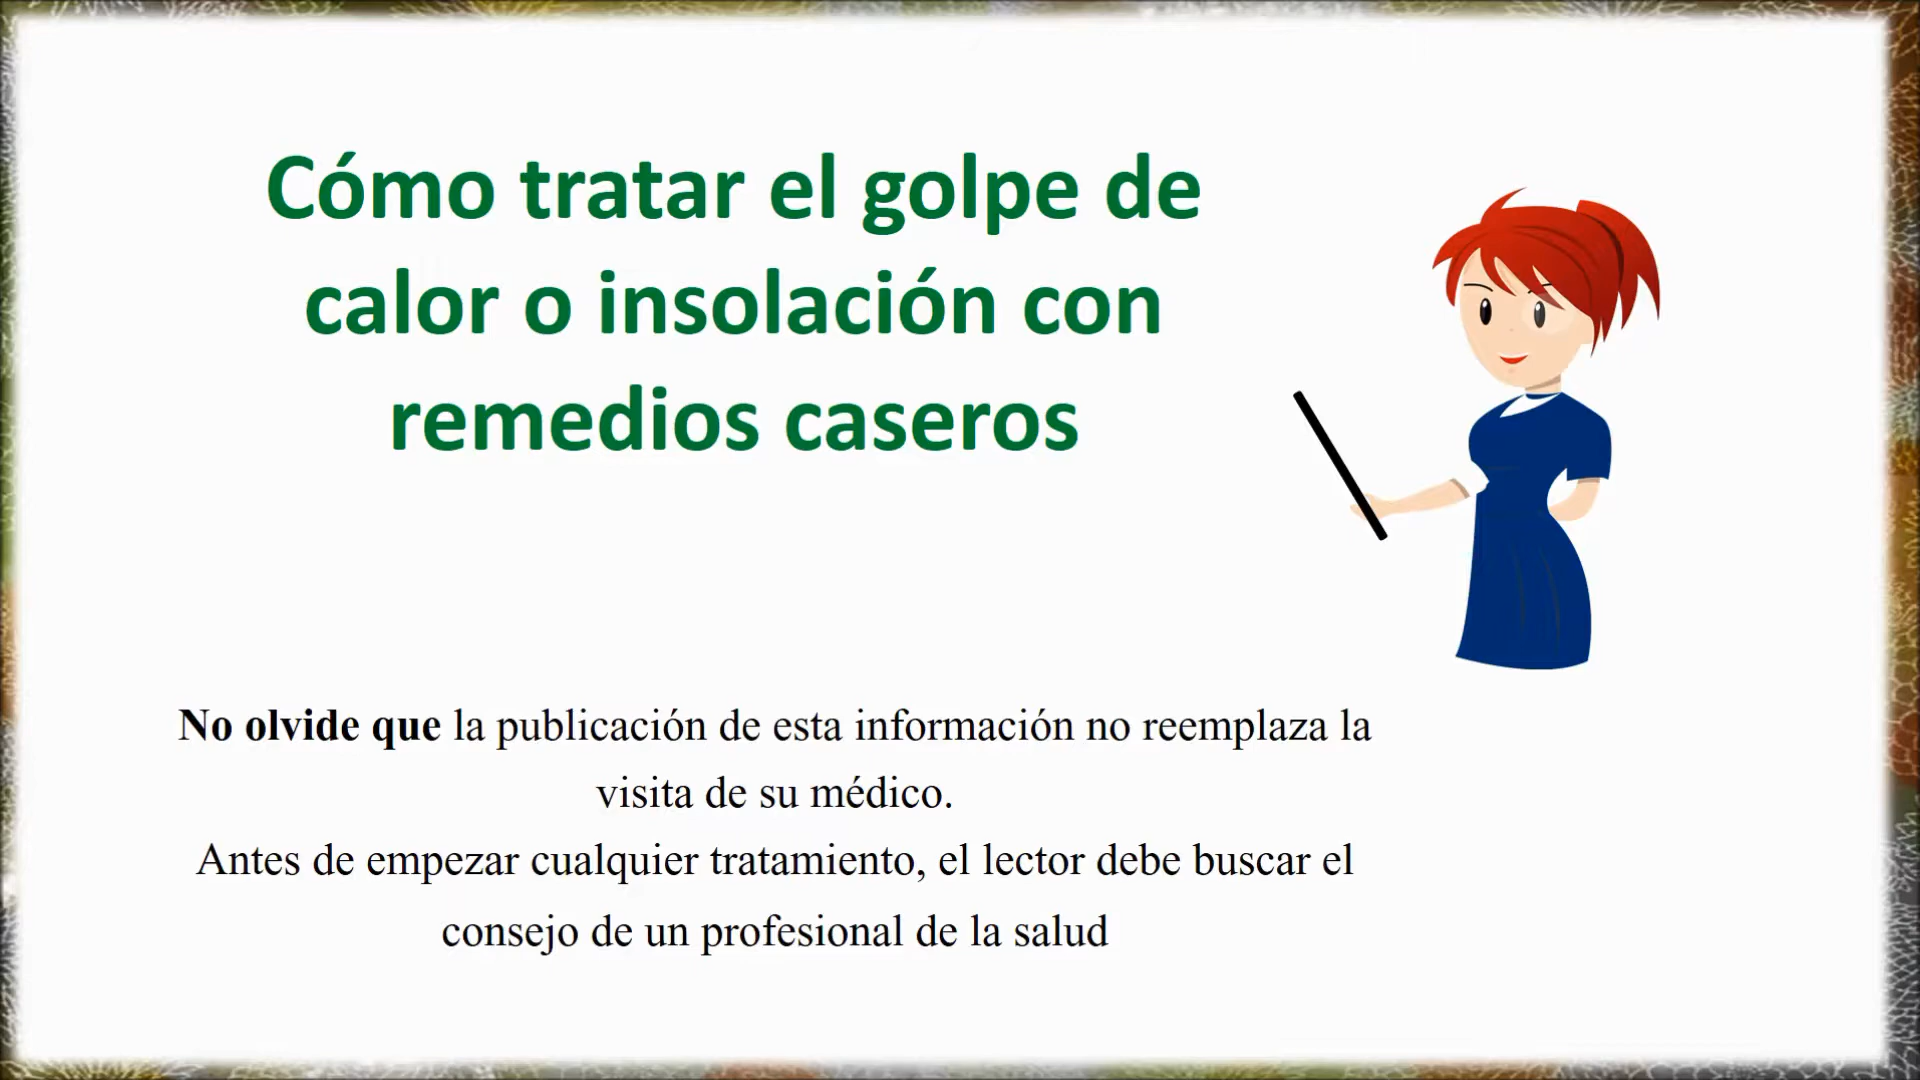 Cómo tratar el golpe de
calor o insolación con
remedios caseros
No olvide que la publicación de esta información no reemplaza la
visita de su médico.
Antes de empezar cualquier tratamiento, el lector debe buscar el
consejo de un profesional de la salud